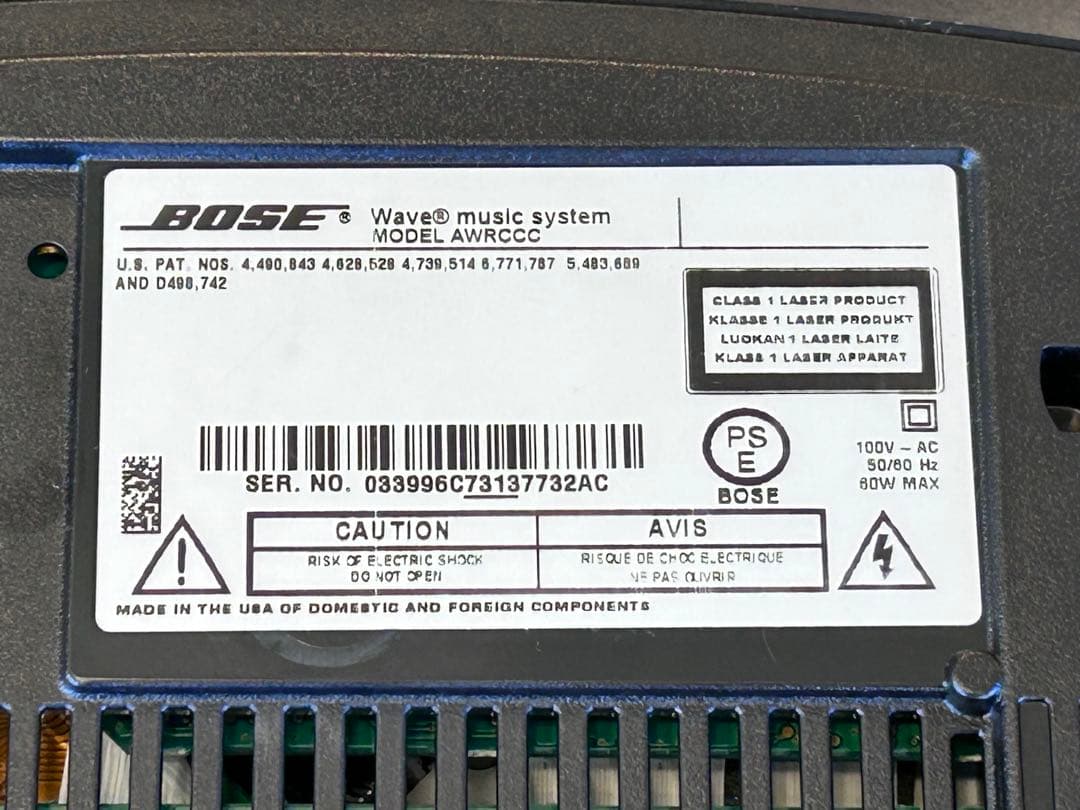 BOSE® Wave® music system
MODEL AWRCCC
U.S. PAT. NOS. 4,490,843 4,628,528 4,739,514 6,771,787 5,483,689
AND D498,742
CLASS 1 LASER PRODUCT
KLASSE 1 LASER PRODUKT
LUOKAN 1 LASER LAITE
KLASS 1 LASER APPARAT
PS
E
BOSE
100V ~ AC
50/60 Hz
60W MAX
SER. NO. 033996C73137732AC
CAUTION
RISK OF ELECTRIC SHOCK
DO NOT OPEN
AVIS
RISQUE DE CHOC ELECTRIQUE
NE PAS OUVRIR
MADE IN THE USA OF DOMESTIC AND FOREIGN COMPONENTS